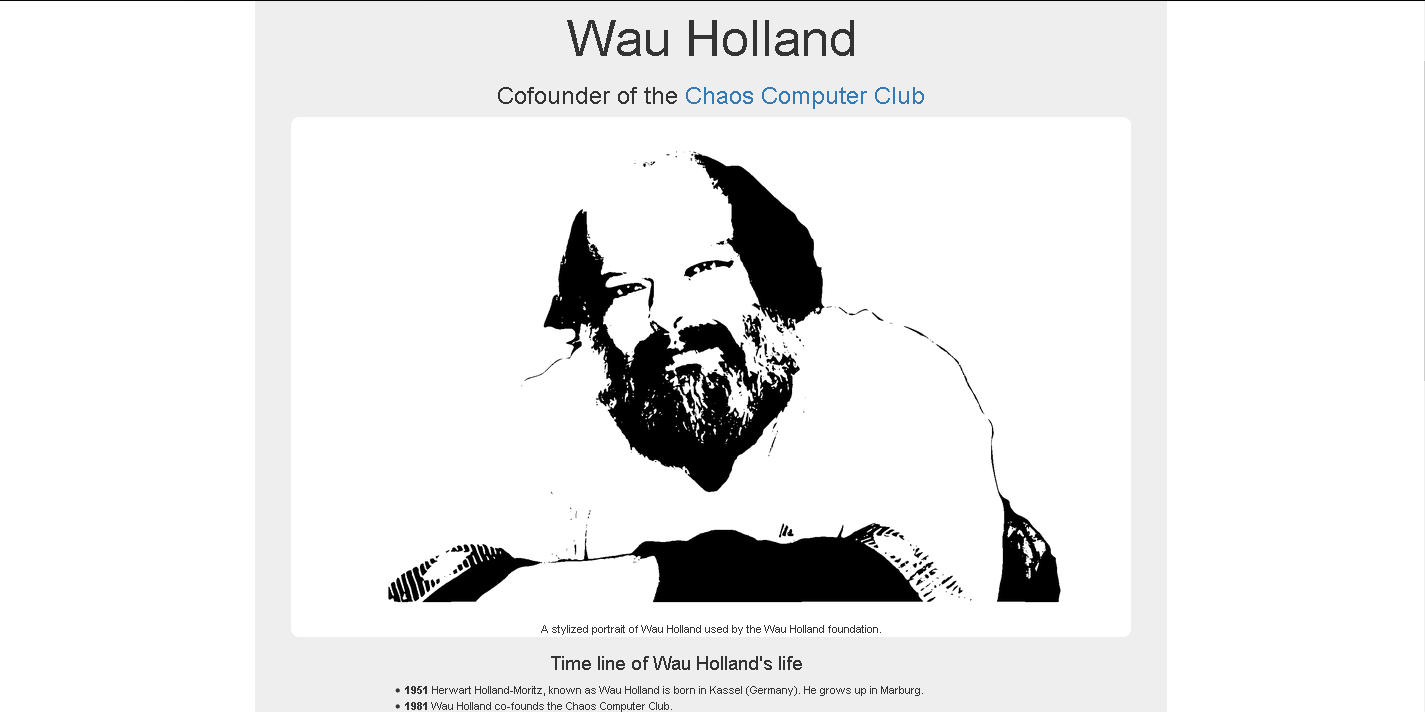 Wau Holland
Cofounder of the Chaos Computer Club
A stylized portrait of Wau Holland used by the Wau Holland foundation.
Time line of Wau Holland's life
• 1951 Herwart Holland-Moritz, known as Wau Holland is born in Kassel (Germany). He grows up in Marburg.
• 1981 Wau Holland co-founds the Chaos Computer Club.